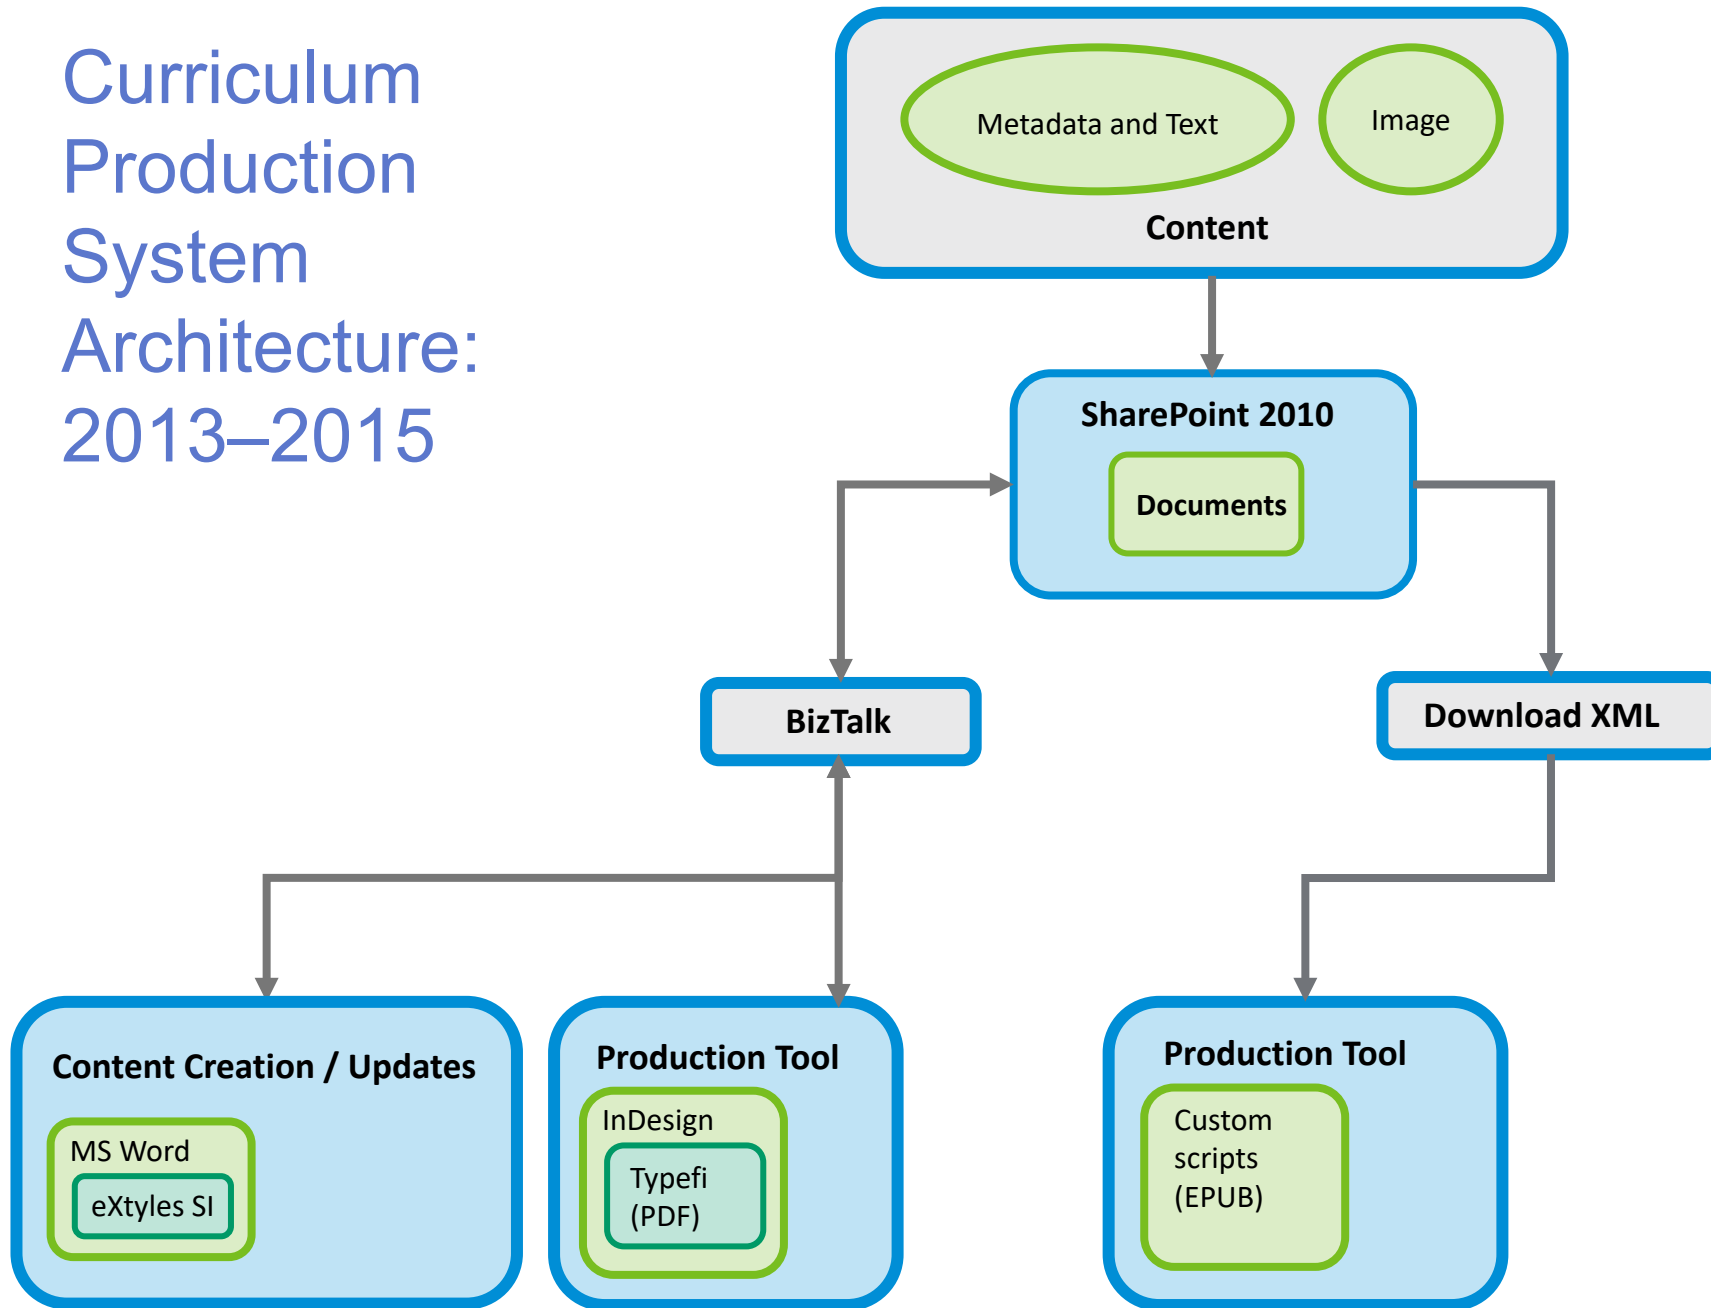 Curriculum
Production
System
Architecture:
2013–2015
Metadata and Text
Image
Content
SharePoint 2010
Documents
BizTalk
Download XML
Content Creation / Updates
MS Word
eXtyles SI
Production Tool
InDesign
Typefi
(PDF)
Production Tool
Custom
scripts
(EPUB)